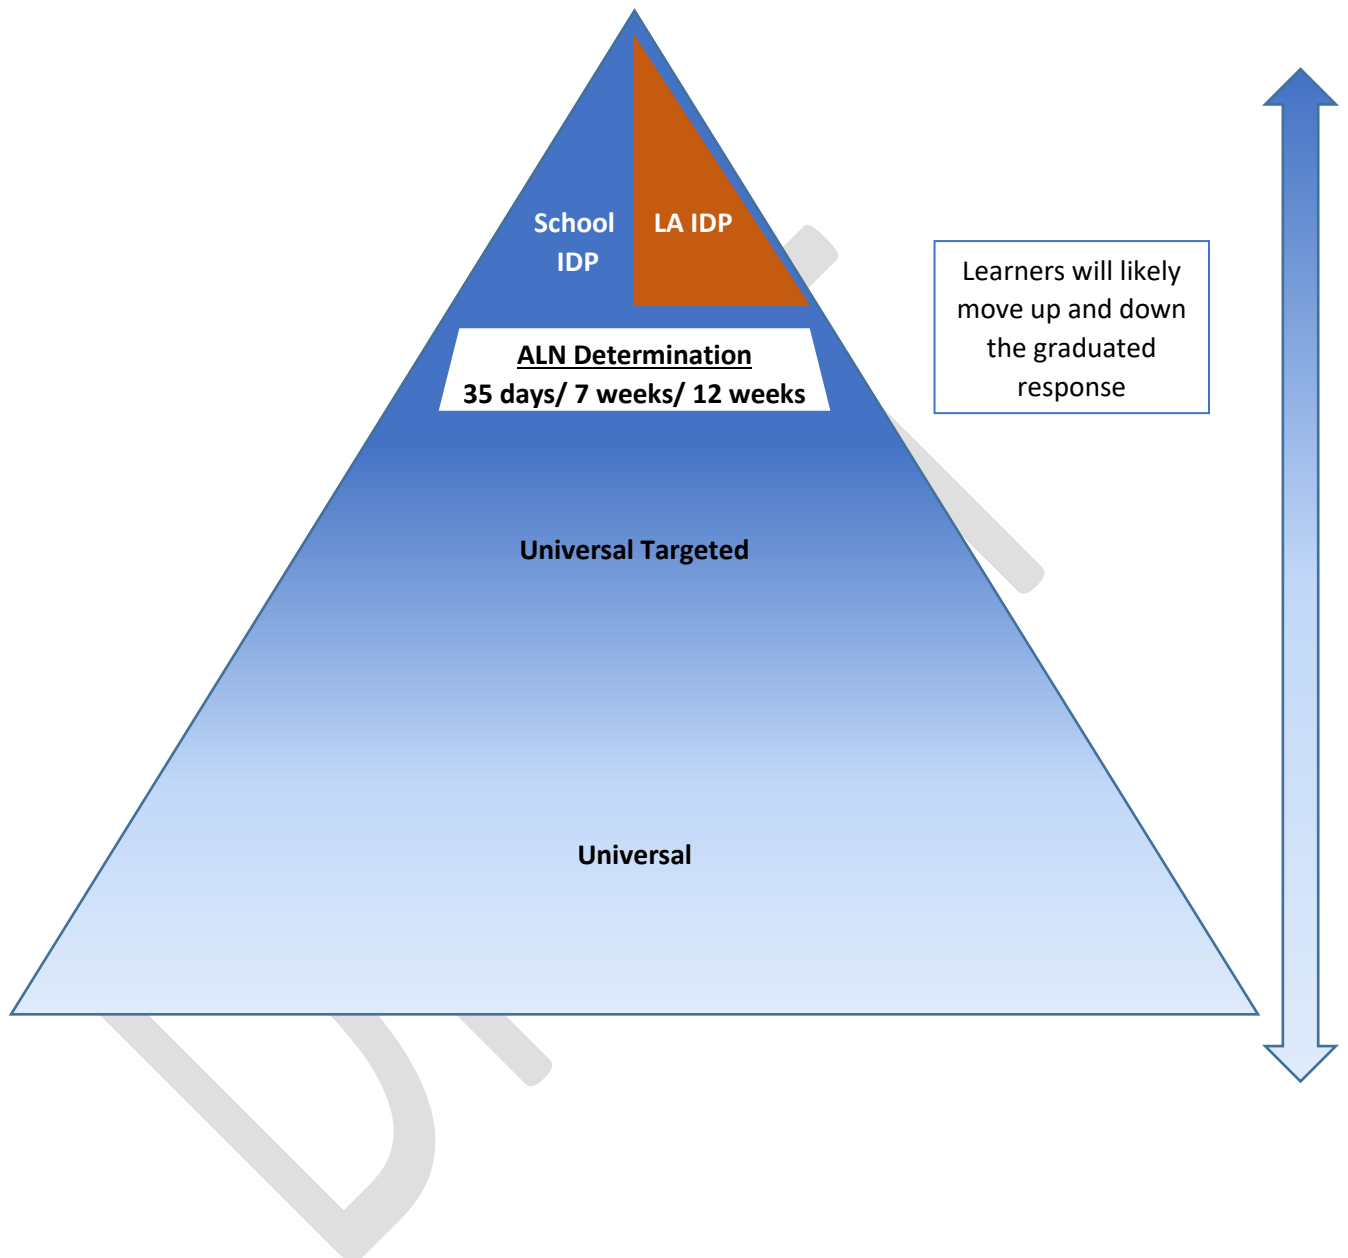 School
IDP
LA IDP
Learners will likely
move up and down
the graduated
response
ALN Determination
35 days/ 7 weeks/ 12 weeks
Universal Targeted
Universal